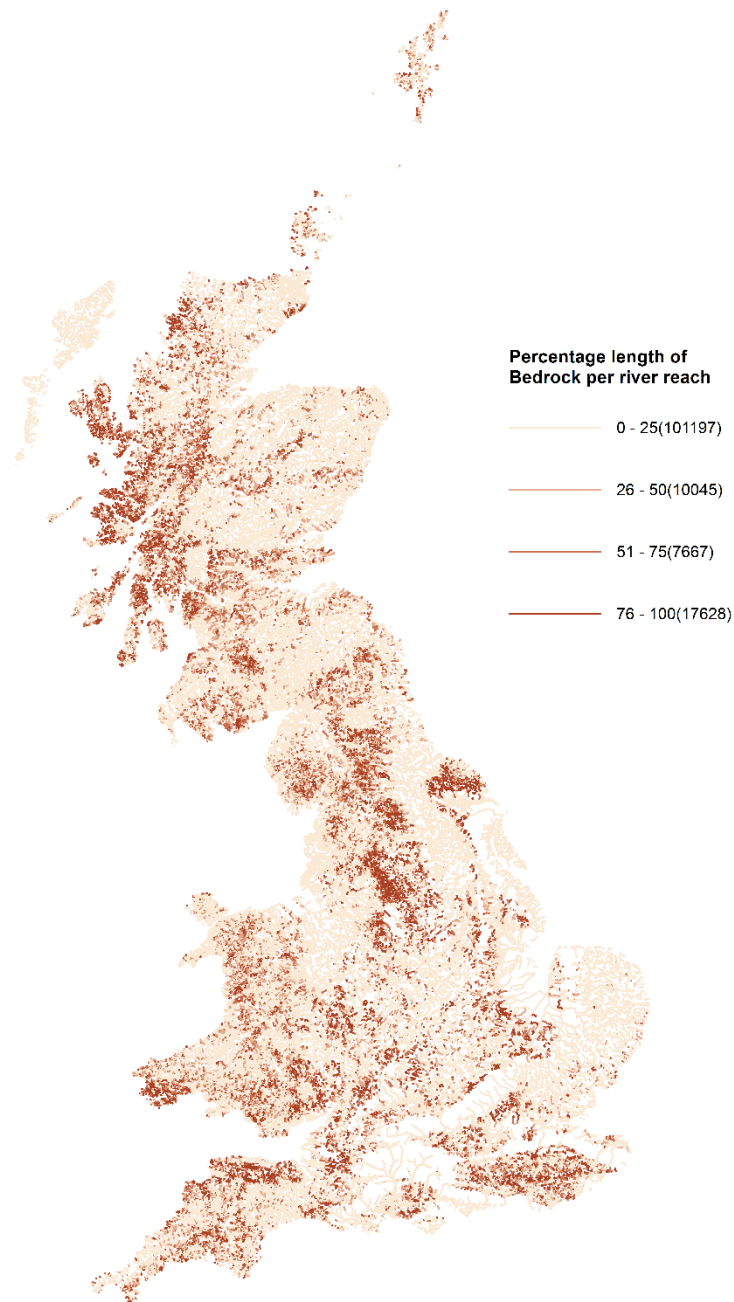 Percentage length of
Bedrock per river reach
0 - 25(101197)
26 - 50(10045)
51 - 75(7667)
76 - 100(17628)